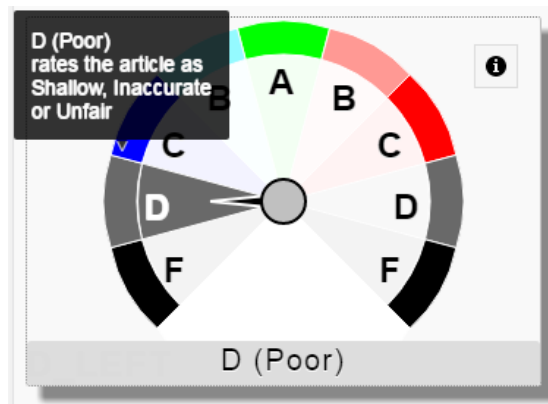 D (Poor)
rates the article as
Shallow, Inaccurate
or Unfair
A
B
B
C
C
D
D
F
F
D (Poor)